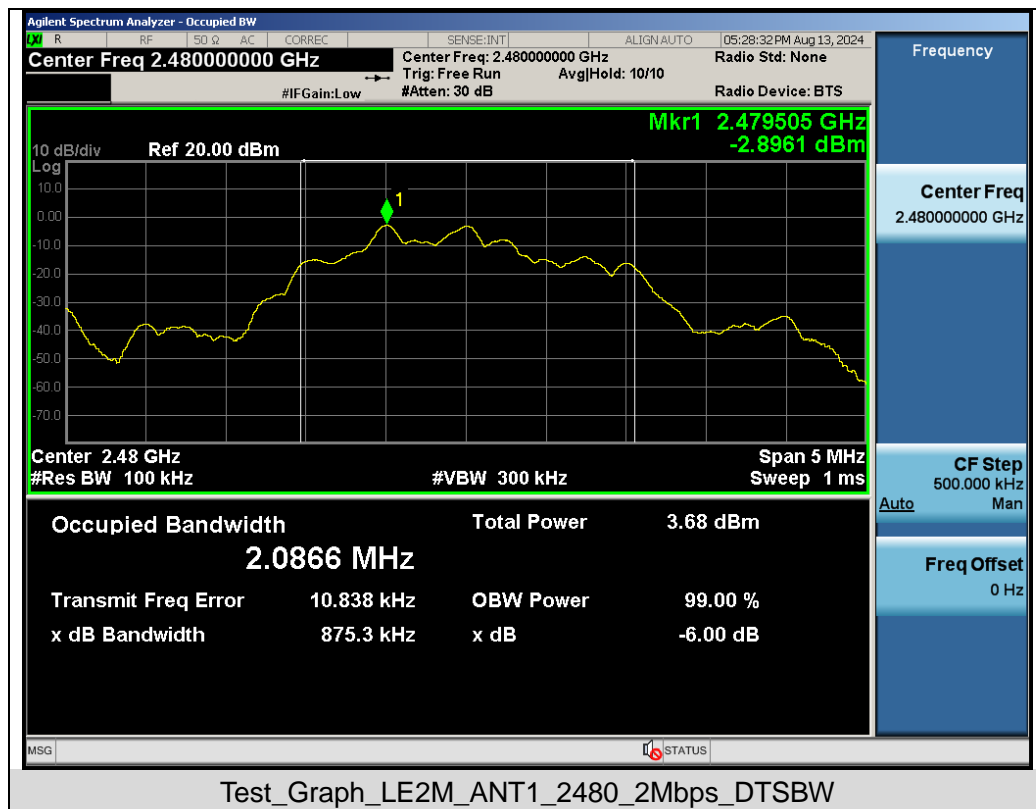 Agilent Spectrum Analyzer - Occupied BW
LXI R RF 50 Ω AC CORREC SENSE:INT ALIGN AUTO 05:28:32 PM Aug 13, 2024
Center Freq 2.480000000 GHz
Center Freq: 2.480000000 GHz Radio Std: None
Trig: Free Run Avg|Hold: 10/10
#IFGain:Low #Atten: 30 dB Radio Device: BTS
Mkr1 2.479505 GHz
-2.8961 dBm
10 dB/div Ref 20.00 dBm
Log
10.0
0.00
-10.0
-20.0
-30.0
-40.0
-50.0
-60.0
-70.0
1
Center 2.48 GHz Span 5 MHz
#Res BW 100 kHz #VBW 300 kHz Sweep 1 ms
Occupied Bandwidth Total Power 3.68 dBm
2.0866 MHz
Transmit Freq Error 10.838 kHz OBW Power 99.00 %
x dB Bandwidth 875.3 kHz x dB -6.00 dB
MSG STATUS
Frequency
Center Freq
2.480000000 GHz
CF Step
500.000 kHz
Auto Man
Freq Offset
0 Hz
Test_Graph_LE2M_ANT1_2480_2Mbps_DTSBW